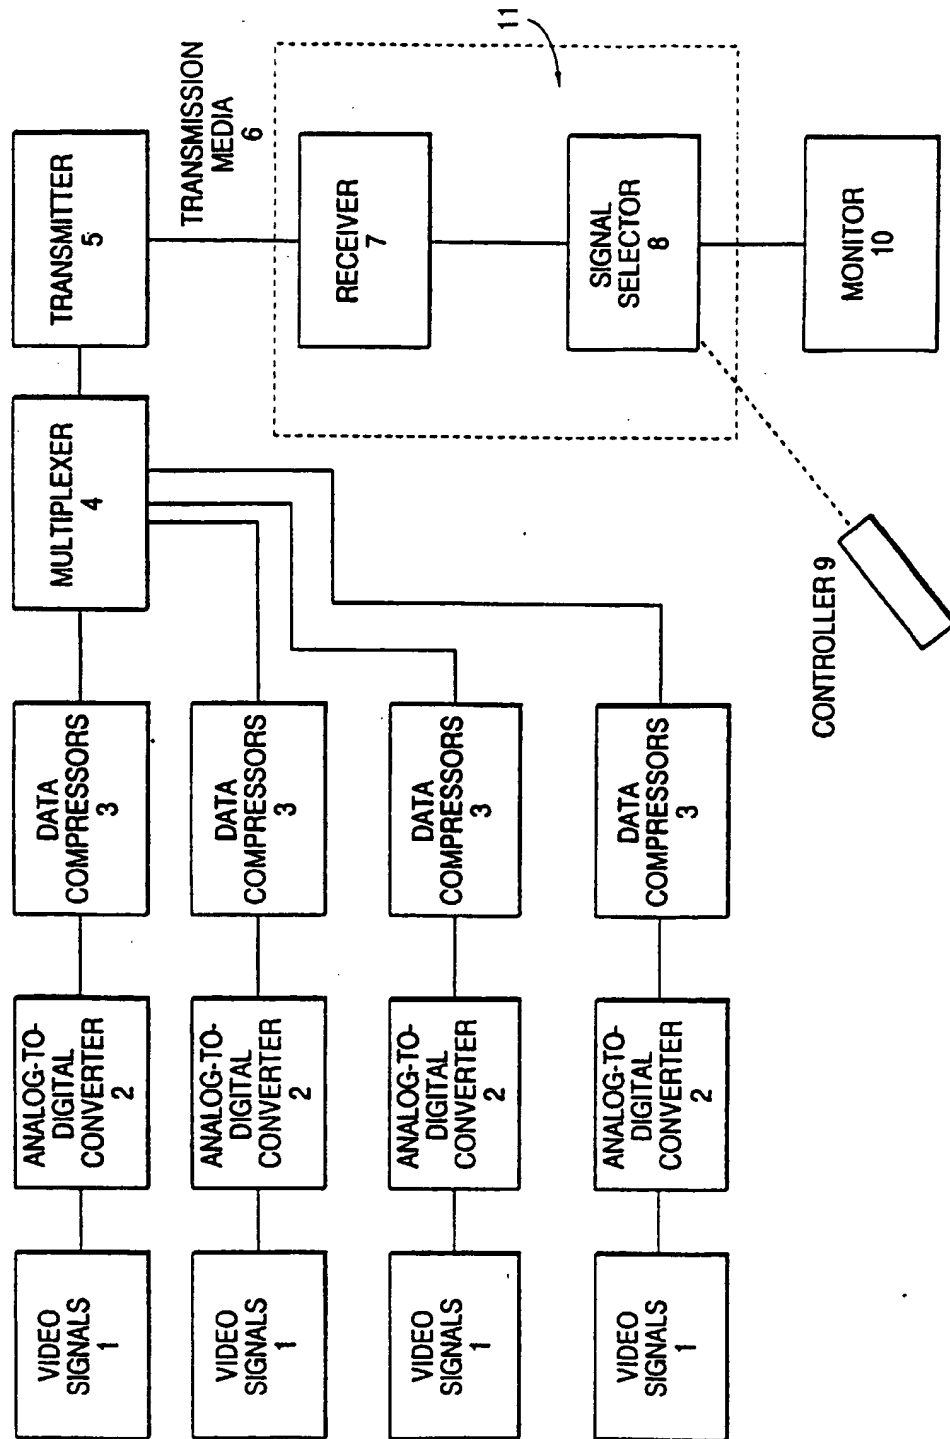 VIDEO
SIGNALS
1
ANALOG-TO-
DIGITAL
CONVERTER
2
DATA
COMPRESSORS
3
MULTIPLEXER
4
TRANSMITTER
5
VIDEO
SIGNALS
1
ANALOG-TO-
DIGITAL
CONVERTER
2
DATA
COMPRESSORS
3
VIDEO
SIGNALS
1
ANALOG-TO-
DIGITAL
CONVERTER
2
DATA
COMPRESSORS
3
VIDEO
SIGNALS
1
ANALOG-TO-
DIGITAL
CONVERTER
2
DATA
COMPRESSORS
3
TRANSMISSION
MEDIA
6
RECEIVER
7
11
SIGNAL
SELECTOR
8
CONTROLLER 9
MONITOR
10